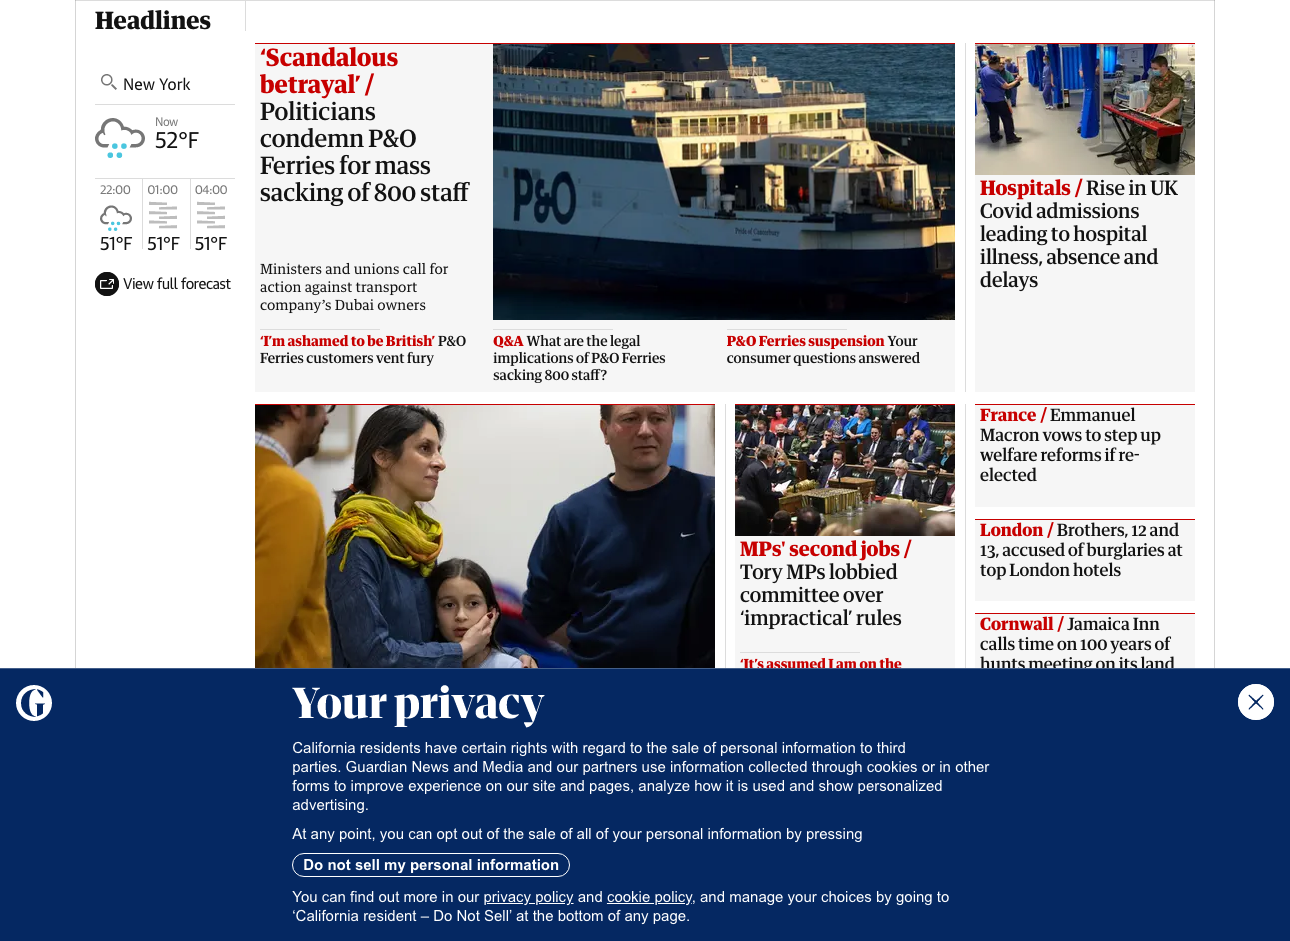 Headlines
New York
Now
52°F
22:00
01:00
04:00
51°F
51°F
51°F
View full forecast
‘Scandalous
betrayal’ /
Politicians
condemn P&O
Ferries for mass
sacking of 800 staff
Ministers and unions call for
action against transport
company’s Dubai owners
P&O
Pride of Canterbury
‘I’m ashamed to be British’ P&O
Ferries customers vent fury
Q&A What are the legal
implications of P&O Ferries
sacking 800 staff?
P&O Ferries suspension Your
consumer questions answered
Hospitals / Rise in UK
Covid admissions
leading to hospital
illness, absence and
delays
MPs' second jobs /
Tory MPs lobbied
committee over
‘impractical’ rules
‘It’s assumed I am on the
France / Emmanuel
Macron vows to step up
welfare reforms if re-
elected
London / Brothers, 12 and
13, accused of burglaries at
top London hotels
Cornwall / Jamaica Inn
calls time on 100 years of
hunts meeting on its land
Your privacy
California residents have certain rights with regard to the sale of personal information to third
parties. Guardian News and Media and our partners use information collected through cookies or in other
forms to improve experience on our site and pages, analyze how it is used and show personalized
advertising.
At any point, you can opt out of the sale of all of your personal information by pressing
Do not sell my personal information
You can find out more in our privacy policy and cookie policy, and manage your choices by going to
‘California resident – Do Not Sell’ at the bottom of any page.